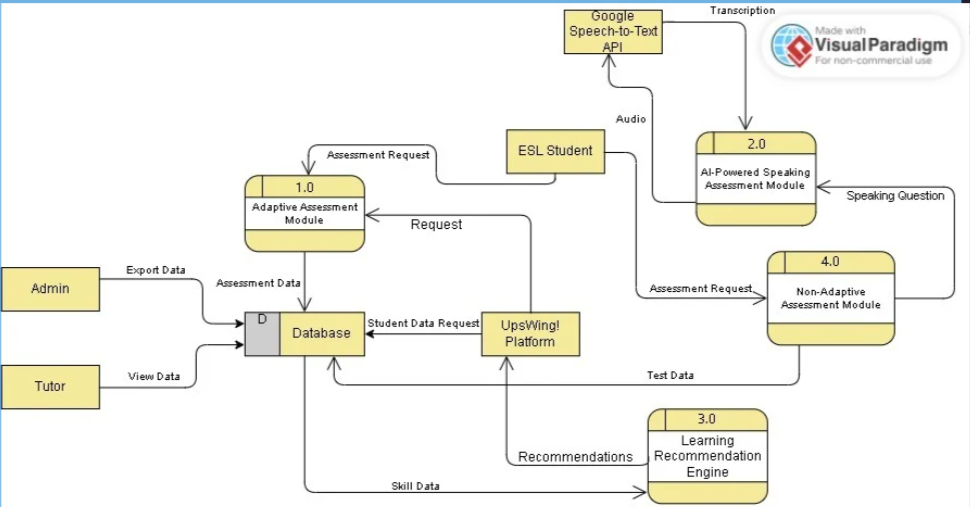 Google
Speech-to-Text
API
Transcription
Made with
VisualParadigm
For non-commercial use
Audio
ESL Student
2.0
AI-Powered Speaking
Assessment Module
Assessment Request
1.0
Adaptive Assessment
Module
Speaking Question
Request
4.0
Non-Adaptive
Assessment Module
Export Data
Admin
Assessment Data
Assessment Request
D
Database
Student Data Request
UpsWing!
Platform
View Data
Tutor
Test Data
3.0
Learning
Recommendation
Engine
Recommendations
Skill Data